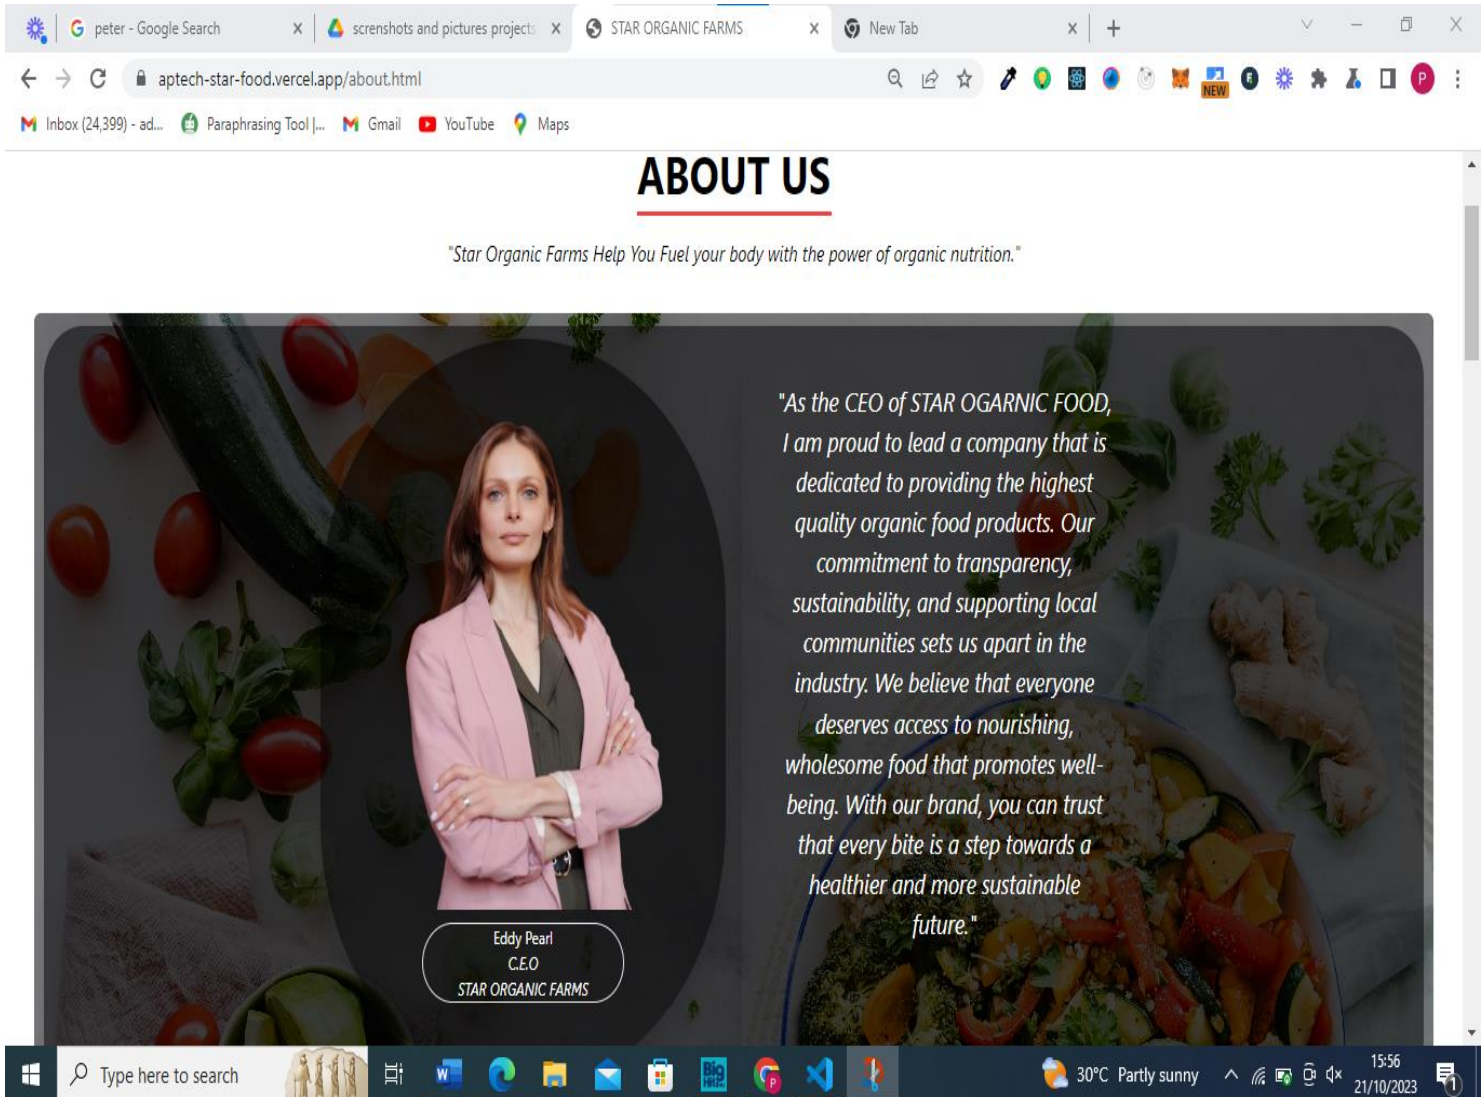 peter - Google Search
screnshots and pictures projects
STAR ORGANIC FARMS
New Tab
aptech-star-food.vercel.app/about.html
NEW
P
Inbox (24,399) - ad...
Paraphrasing Tool |...
Gmail
YouTube
Maps
ABOUT US
"Star Organic Farms Help You Fuel your body with the power of organic nutrition."
"As the CEO of STAR OGARNIC FOOD,
I am proud to lead a company that is
dedicated to providing the highest
quality organic food products. Our
commitment to transparency,
sustainability, and supporting local
communities sets us apart in the
industry. We believe that everyone
deserves access to nourishing,
wholesome food that promotes well-
being. With our brand, you can trust
that every bite is a step towards a
healthier and more sustainable
future."
Eddy Pearl
C.E.O
STAR ORGANIC FARMS
Type here to search
30°C Partly sunny
15:56
21/10/2023
1